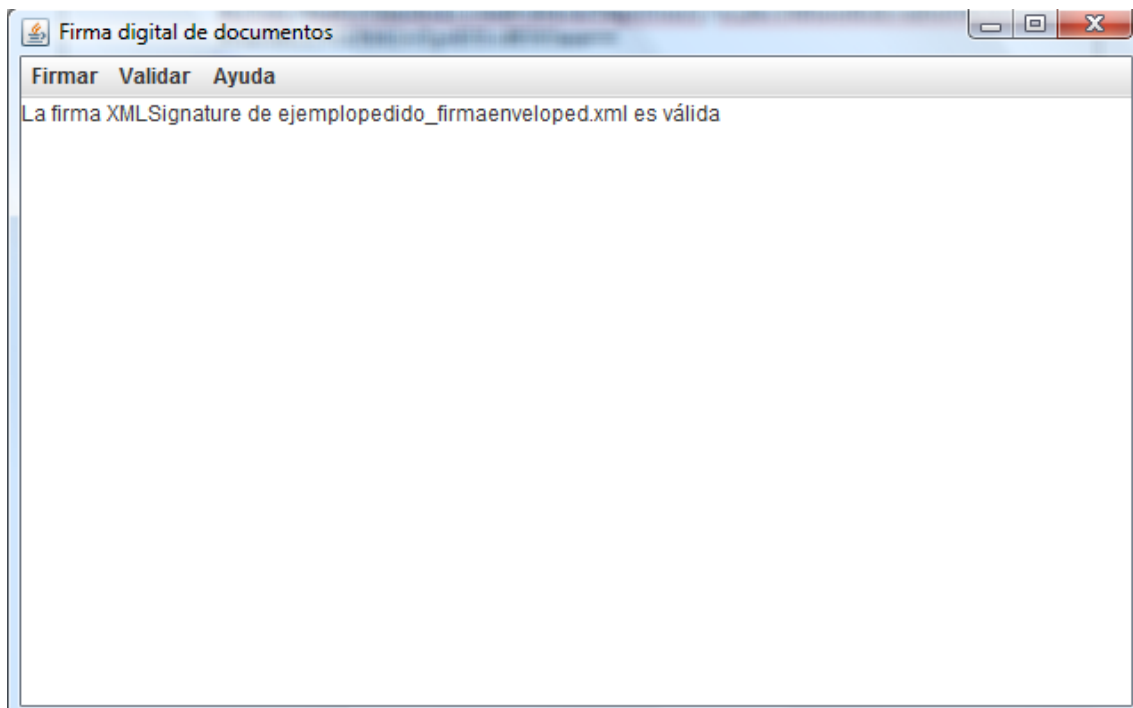 Firma digital de documentos
Firmar Validar Ayuda
La firma XMLSignature de ejemplopedido_firmaenveloped.xml es válida